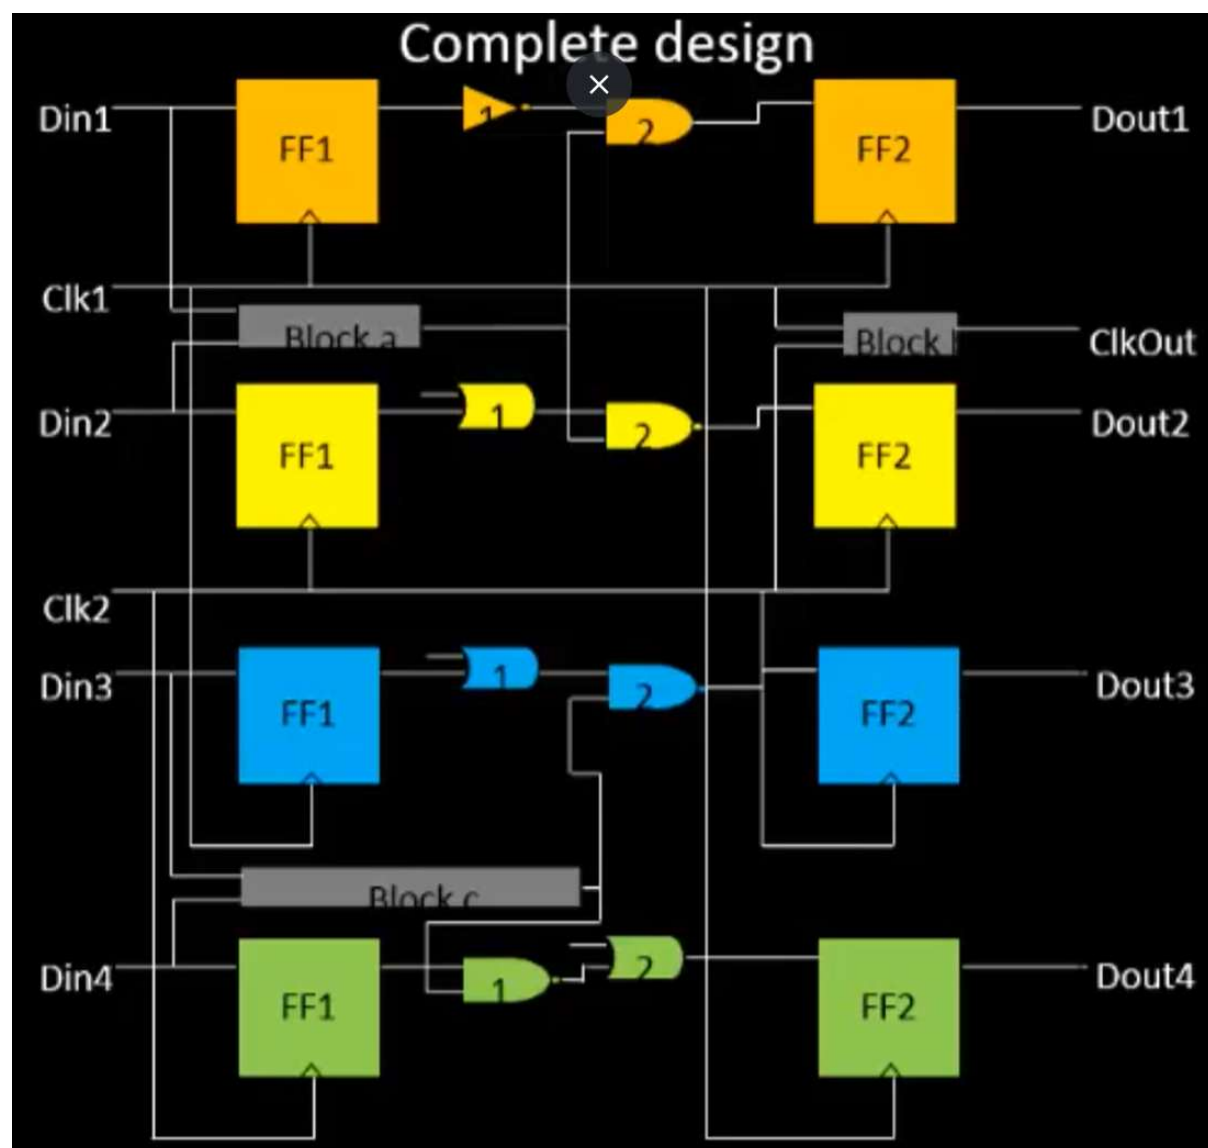 Complete design
Din1
FF1
1
2
FF2
Dout1
Clk1
Block a
Block
ClkOut
Din2
FF1
1
2
FF2
Dout2
Clk2
Din3
FF1
1
2
FF2
Dout3
Block c
Din4
FF1
1
2
FF2
Dout4